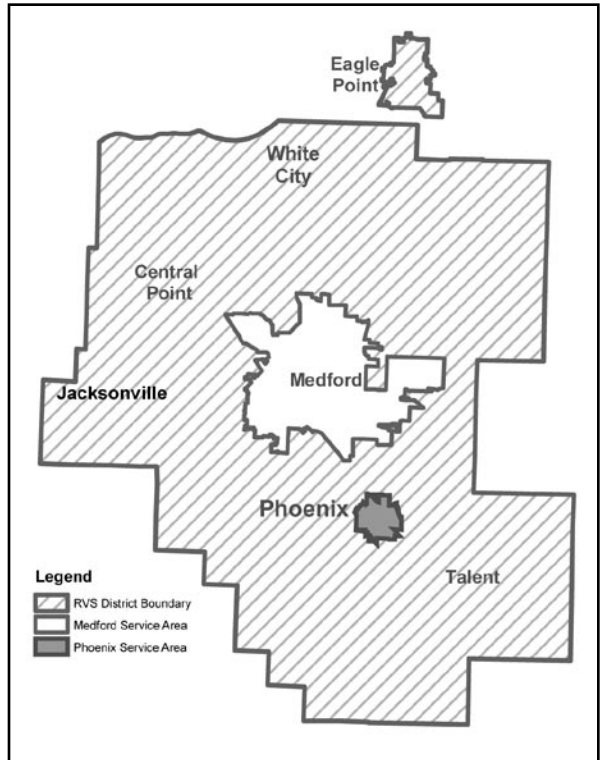 Eagle
Point
White
City
Central
Point
Medford
Jacksonville
Phoenix
Talent
Legend
RVS District Boundary
Medford Service Area
Phoenix Service Area